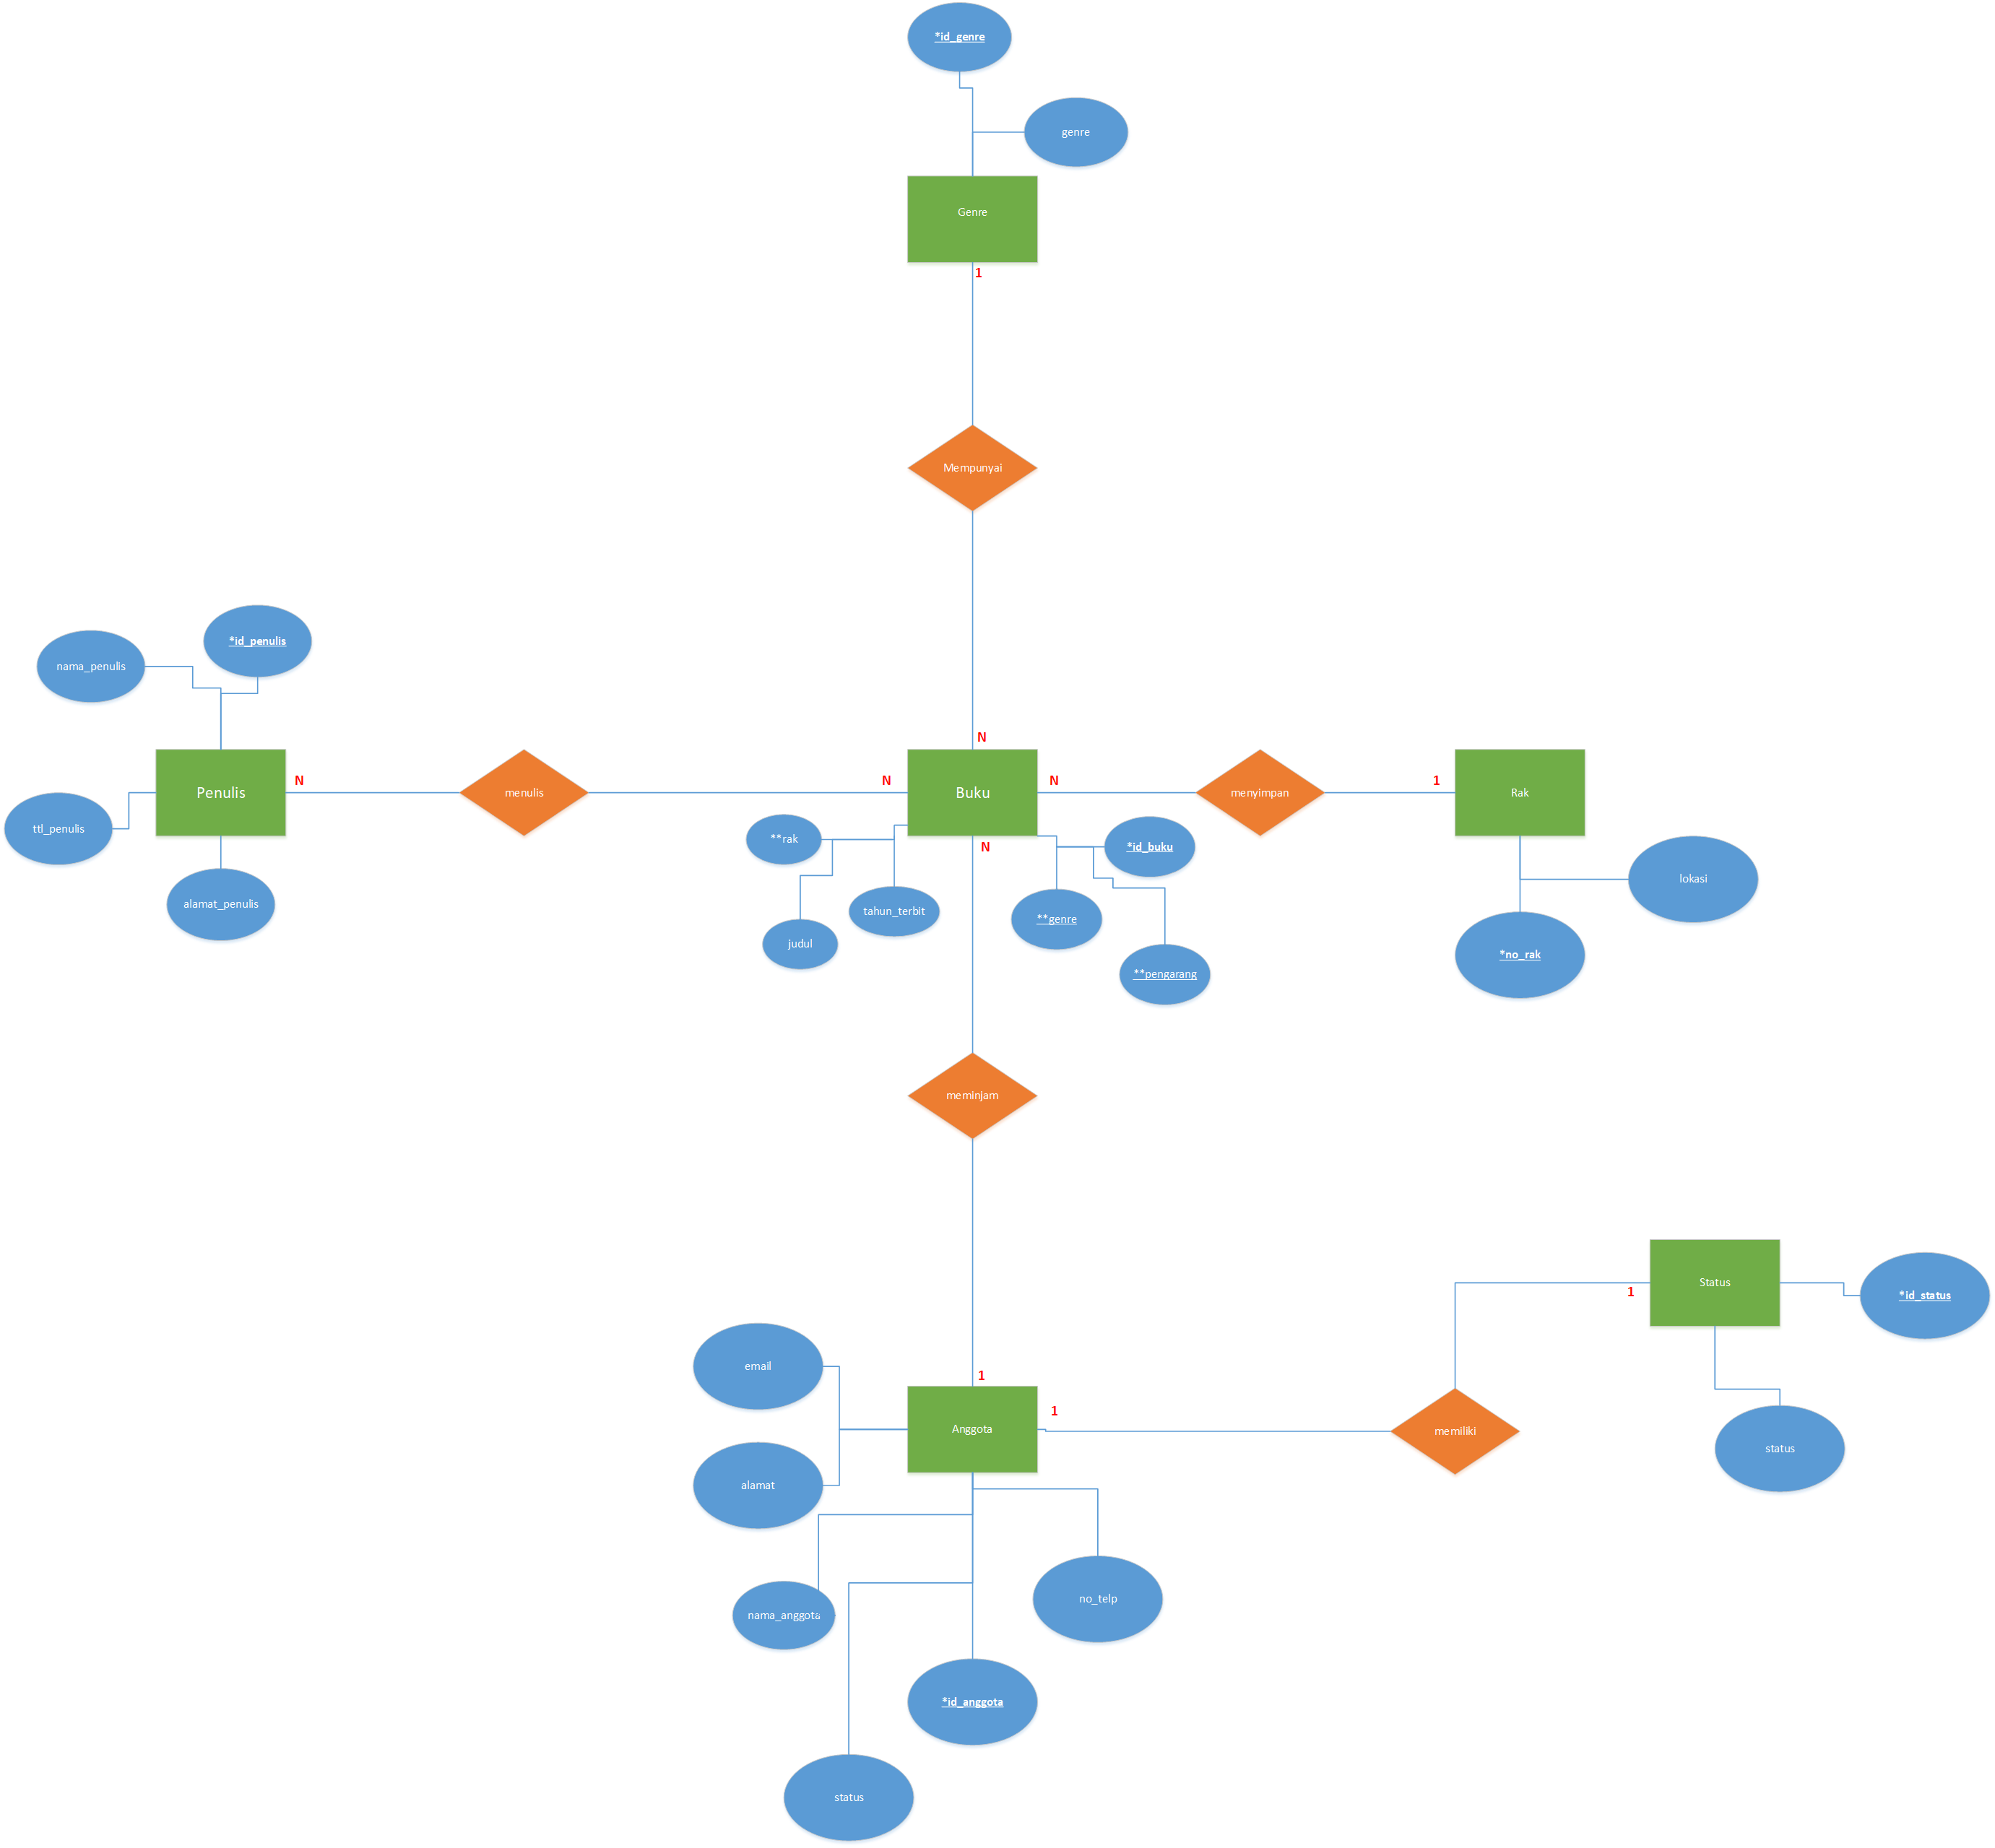 *id_genre
genre
Genre
1
Mempunyai
*id_penulis
nama_penulis
N
Penulis
N
menulis
N
Buku
N
menyimpan
1
Rak
ttl_penulis
**rak
N
*id_buku
alamat_penulis
tahun_terbit
**genre
lokasi
judul
*no_rak
**pengarang
meminjam
Status
1
*id_status
email
1
1
Anggota
memiliki
status
alamat
no_telp
nama_anggota
*id_anggota
status